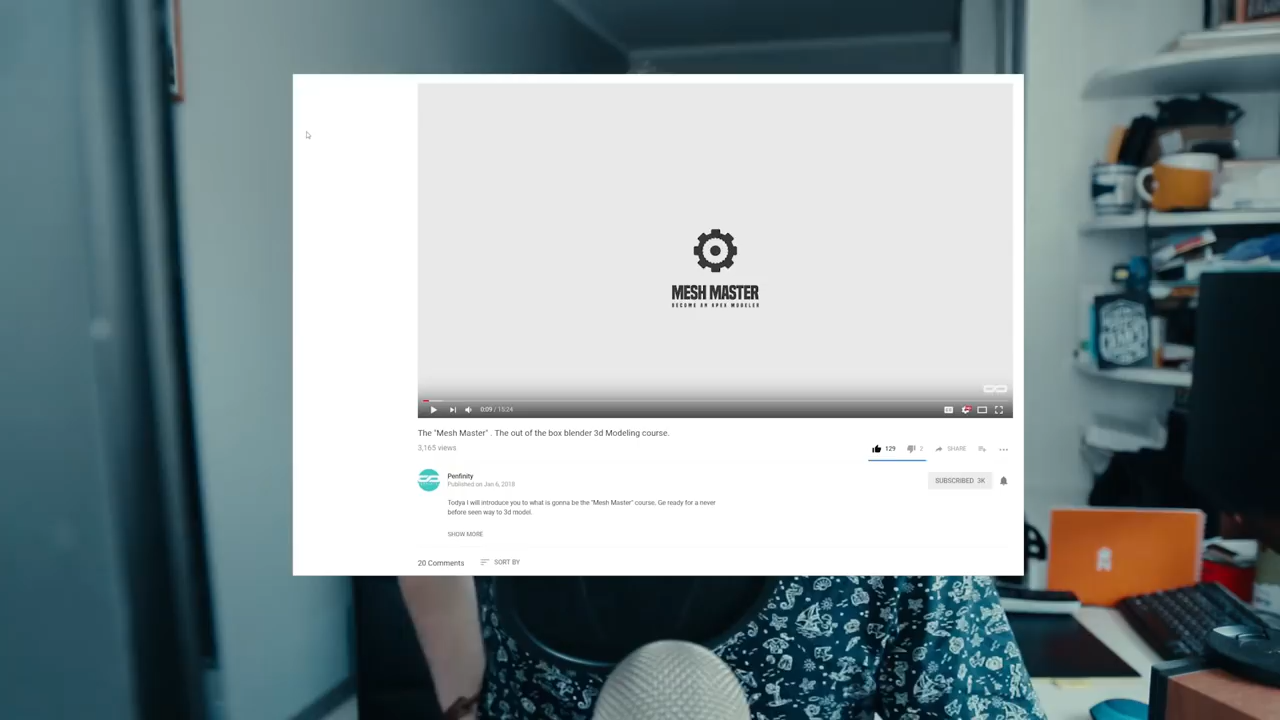 MESH MASTER
BECOME AN APEX MODELER
0:09 / 15:24
The "Mesh Master" . The out of the box blender 3d Modeling course.
3,165 views
129
2
SHARE
Penfinity
Published on Jan 6, 2018
SUBSCRIBED 3K
Todya I will introduce you to what is gonna be the "Mesh Master" course, Ge ready for a never
before seen way to 3d model.
SHOW MORE
20 Comments
SORT BY